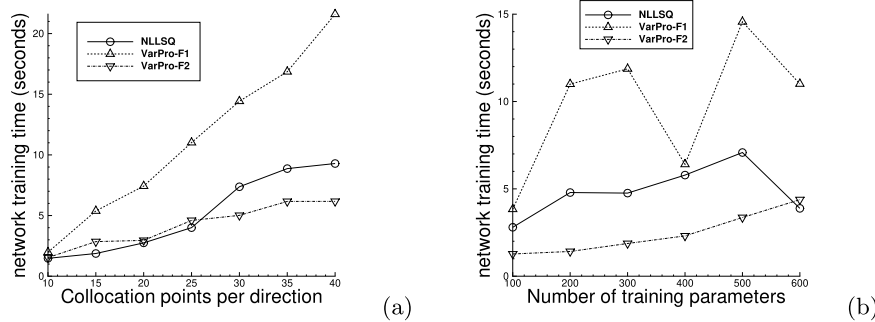 network training time (seconds)
20
15
10
5
0
NLLSQ
VarPro-F1
VarPro-F2
10 15 20 25 30 35 40
Collocation points per direction
(a)
network training time (seconds)
15
10
5
0
NLLSQ
VarPro-F1
VarPro-F2
100 200 300 400 500 600
Number of training parameters
(b)